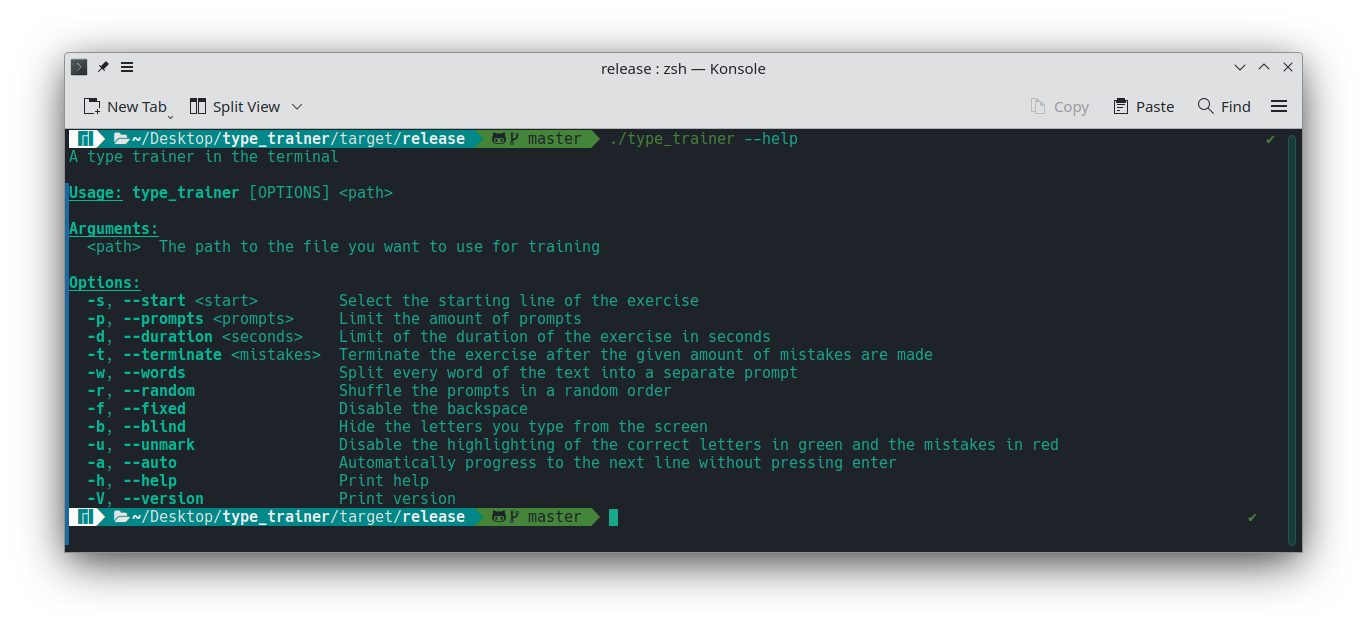 release : zsh — Konsole
New Tab Split View Copy Paste Find
~/Desktop/type_trainer/target/release master ./type_trainer --help ✔
A type trainer in the terminal
Usage: type_trainer [OPTIONS] <path>
Arguments:
<path> The path to the file you want to use for training
Options:
-s, --start <start> Select the starting line of the exercise
-p, --prompts <prompts> Limit the amount of prompts
-d, --duration <seconds> Limit of the duration of the exercise in seconds
-t, --terminate <mistakes> Terminate the exercise after the given amount of mistakes are made
-w, --words Split every word of the text into a separate prompt
-r, --random Shuffle the prompts in a random order
-f, --fixed Disable the backspace
-b, --blind Hide the letters you type from the screen
-u, --unmark Disable the highlighting of the correct letters in green and the mistakes in red
-a, --auto Automatically progress to the next line without pressing enter
-h, --help Print help
-V, --version Print version
~/Desktop/type_trainer/target/release master ✔